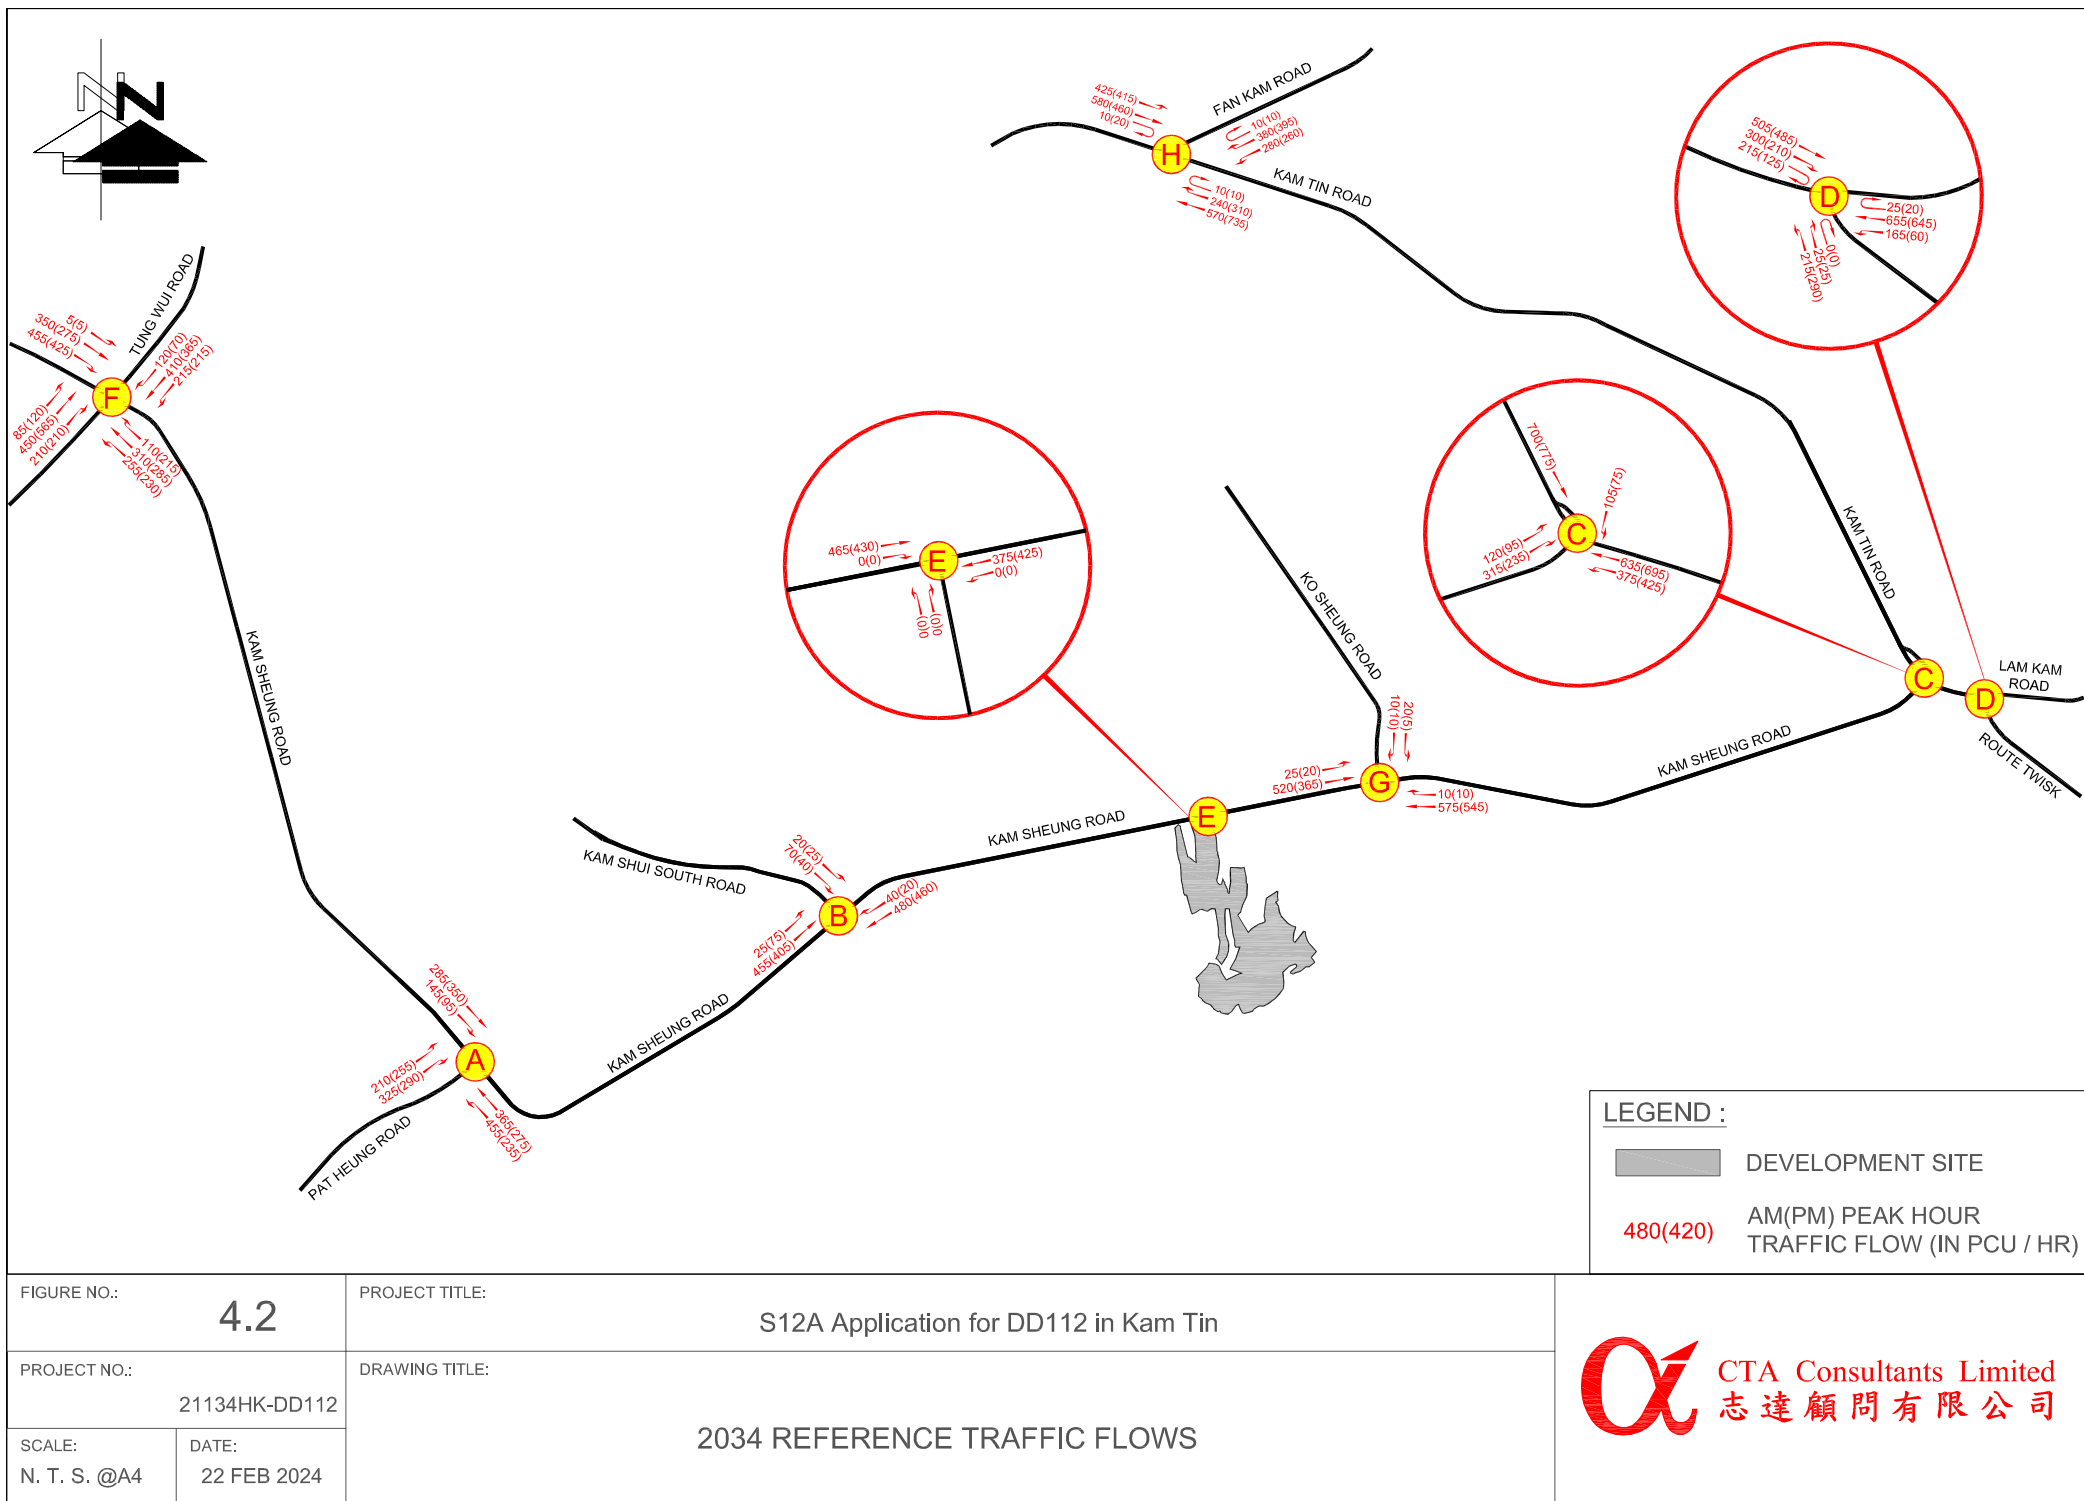 N
N
425(415)
580(460)
10(20)
FAN KAM ROAD
10(10)
380(395)
280(260)
H
KAM TIN ROAD
10(10)
240(310)
570(735)
505(485)
300(210)
215(125)
D
25(20)
655(645)
165(60)
0(0)
25(25)
215(290)
TUNG WUI ROAD
5(5)
350(275)
455(425)
120(70)
410(365)
215(215)
F
85(120)
450(565)
210(210)
110(215)
310(285)
255(230)
465(430)
0(0)
E
375(425)
0(0)
0(0)
0(0)
700(775)
105(75)
120(95)
315(235)
C
635(695)
375(425)
KAM TIN ROAD
KO SHEUNG ROAD
KAM SHEUNG ROAD
LAM KAM
ROAD
C
D
ROUTE TWISK
20(5)
10(10)
25(20)
520(365)
G
10(10)
575(545)
KAM SHEUNG ROAD
E
KAM SHEUNG ROAD
KAM SHUI SOUTH ROAD
20(25)
70(40)
40(20)
480(460)
B
25(75)
455(405)
285(350)
145(95)
KAM SHEUNG ROAD
A
210(255)
325(290)
365(275)
455(235)
PAT HEUNG ROAD
LEGEND :
DEVELOPMENT SITE
480(420)
AM(PM) PEAK HOUR
TRAFFIC FLOW (IN PCU / HR)
FIGURE NO.:
4.2
PROJECT TITLE:
S12A Application for DD112 in Kam Tin
PROJECT NO.:
21134HK-DD112
DRAWING TITLE:
2034 REFERENCE TRAFFIC FLOWS
SCALE:
N. T. S. @A4
DATE:
22 FEB 2024
CTA Consultants Limited
志達顧問有限公司